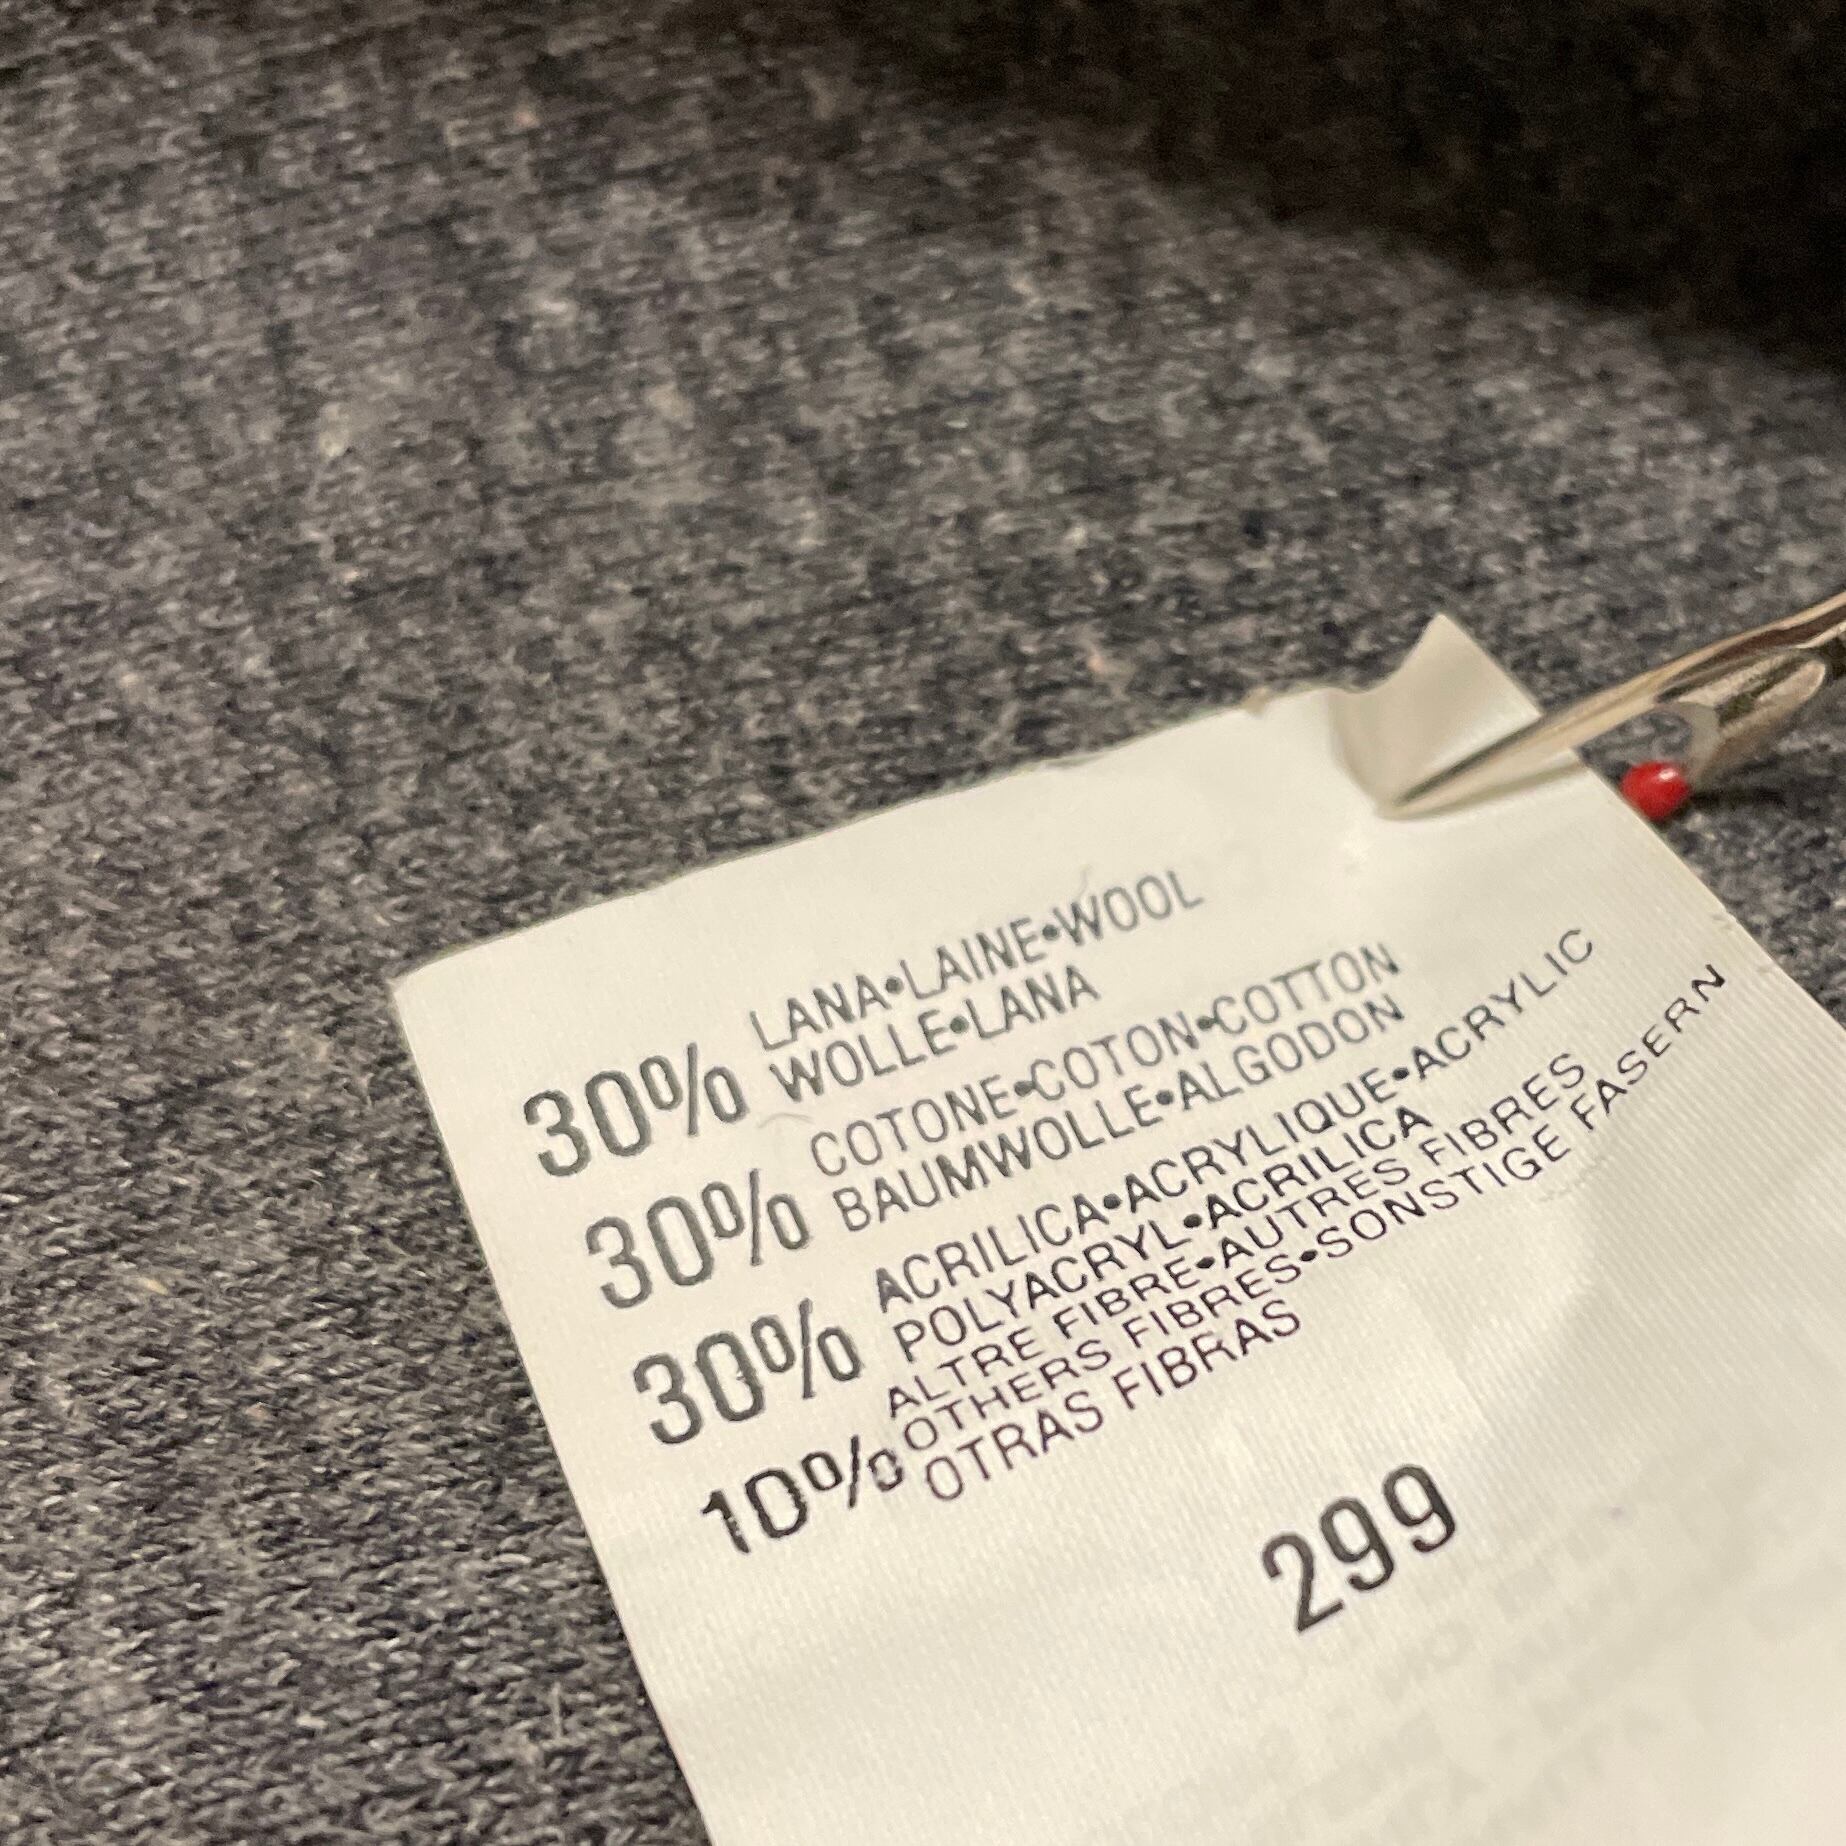 30% LANA•LAINE•WOOL
WOLLE•LANA
30% COTONE•COTON•COTTON
BAUMWOLLE•ALGODON
30% ACRILICA•ACRYLIQUE•ACRYLIC
POLYACRYL•ACRILICA
10% ALTRE FIBRE•AUTRES FIBRES
OTHERS FIBRES•SONSTIGE FASERN
OTRAS FIBRAS
299